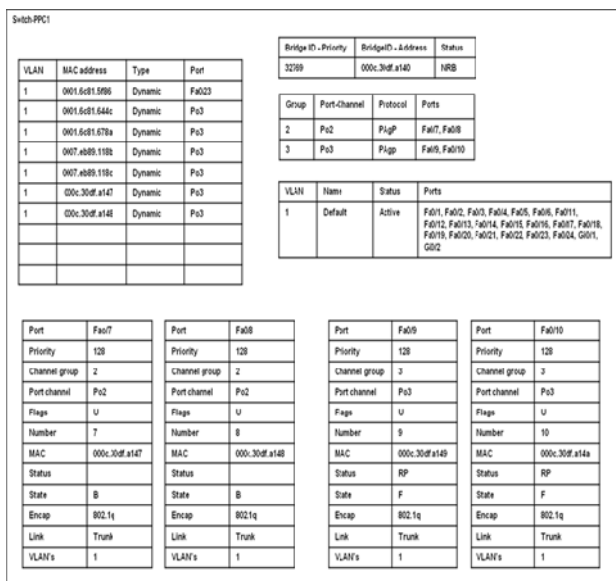 Switch-PPC1
Bridge ID - Priority BridgeID - Address Status
32769 000c.30df.a140 NRB
VLAN MAC address Type Port
1 0001.6c81.5f86 Dynamic Fa0/23
1 0001.6c81.644c Dynamic Po3
1 0001.6c81.678a Dynamic Po3
1 0007.eb89.118b Dynamic Po3
1 0007.eb89.118c Dynamic Po3
1 000c.30df.a147 Dynamic Po3
1 000c.30df.a148 Dynamic Po3
Group Port-Channel Protocol Ports
2 Po2 PAgP Fa0/7, Fa0/8
3 Po3 PAgp Fa0/9, Fa0/10
VLAN Name Status Ports
1 Default Active Fa0/1, Fa0/2, Fa0/3, Fa0/4, Fa0/5, Fa0/6, Fa0/11,
Fa0/12, Fa0/13, Fa0/14, Fa0/15, Fa0/16, Fa0/17, Fa0/18,
Fa0/19, Fa0/20, Fa0/21, Fa0/22, Fa0/23, Fa0/24, Gi0/1,
Gi0/2
Port Fao/7
Priority 128
Channel group 2
Port channel Po2
Flags U
Number 7
MAC 000c.30df.a147
Status
State B
Encap 802.1q
Link Trunk
VLAN's 1
Port Fa0/8
Priority 128
Channel group 2
Port channel Po2
Flags U
Number 8
MAC 000c.30df.a148
Status
State B
Encap 802.1q
Link Trunk
VLAN's 1
Port Fa0/9
Priority 128
Channel group 3
Port channel Po3
Flags U
Number 9
MAC 000c.30df.a149
Status RP
State F
Encap 802.1q
Link Trunk
VLAN's 1
Port Fa0/10
Priority 128
Channel group 3
Port channel Po3
Flags U
Number 10
MAC 000c.30df.a14a
Status RP
State F
Encap 802.1q
Link Trunk
VLAN's 1